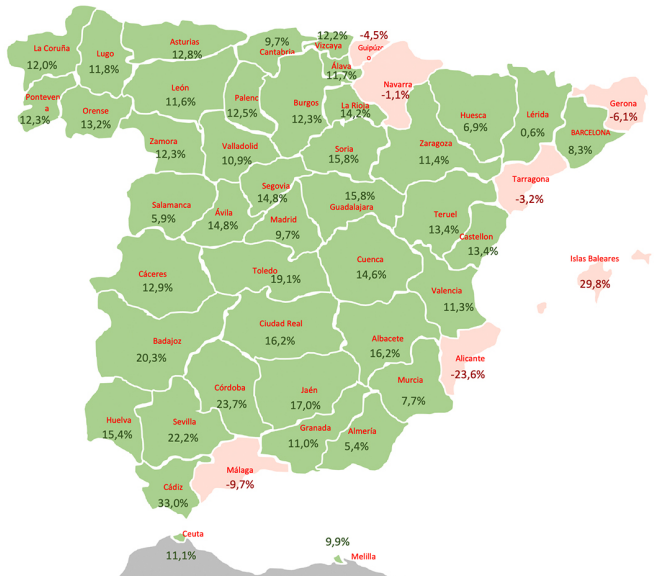 La Coruña
12,0%
Lugo
11,8%
Asturias
12,8%
9,7%
Cantabria
12,2%
Vizcaya
-4,5%
Guipúzc
o
Álava
11,7%
Navarra
-1,1%
Ponteved
a
12,3%
Orense
13,2%
León
11,6%
Palenc
12,5%
Burgos
12,3%
La Rioja
14,2%
Huesca
6,9%
Lérida
0,6%
Gerona
-6,1%
BARCELONA
8,3%
Zamora
12,3%
Valladolid
10,9%
Soria
15,8%
Zaragoza
11,4%
Tarragona
-3,2%
Salamanca
5,9%
Ávila
14,8%
Segovia
14,8%
Madrid
9,7%
15,8%
Guadalajara
Teruel
13,4%
Castellon
13,4%
Islas Baleares
29,8%
Cáceres
12,9%
Toledo
19,1%
Cuenca
14,6%
Valencia
11,3%
Badajoz
20,3%
Ciudad Real
16,2%
Albacete
16,2%
Alicante
-23,6%
Córdoba
23,7%
Jaén
17,0%
Murcia
7,7%
Huelva
15,4%
Sevilla
22,2%
Granada
11,0%
Almería
5,4%
Málaga
-9,7%
Cádiz
33,0%
Ceuta
11,1%
9,9%
Melilla